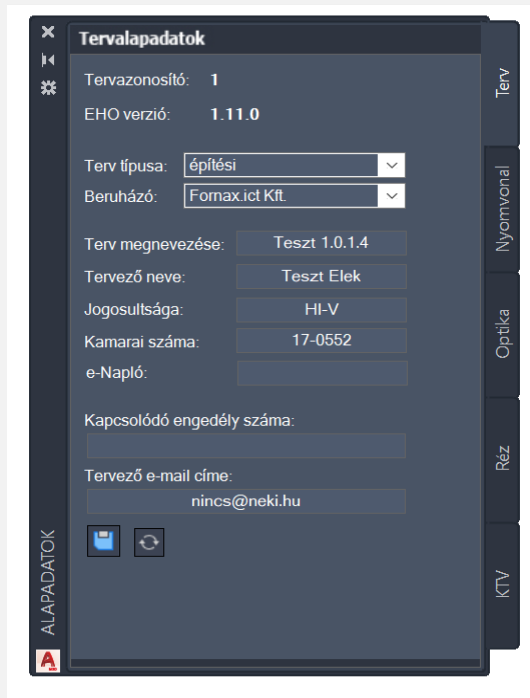 Tervalapadatok
Tervazonosító: 1
EHO verzió: 1.11.0
Terv típusa: építési
Beruházó: Fornax.ict Kft.
Terv megnevezése: Teszt 1.0.1.4
Tervező neve: Teszt Elek
Jogosultsága: HI-V
Kamarai száma: 17-0552
e-Napló:
Kapcsolódó engedély száma:
Tervező e-mail címe:
nincs@neki.hu
ALAPADATOK
A
Terv
Nyomvonal
Optika
Réz
KTV